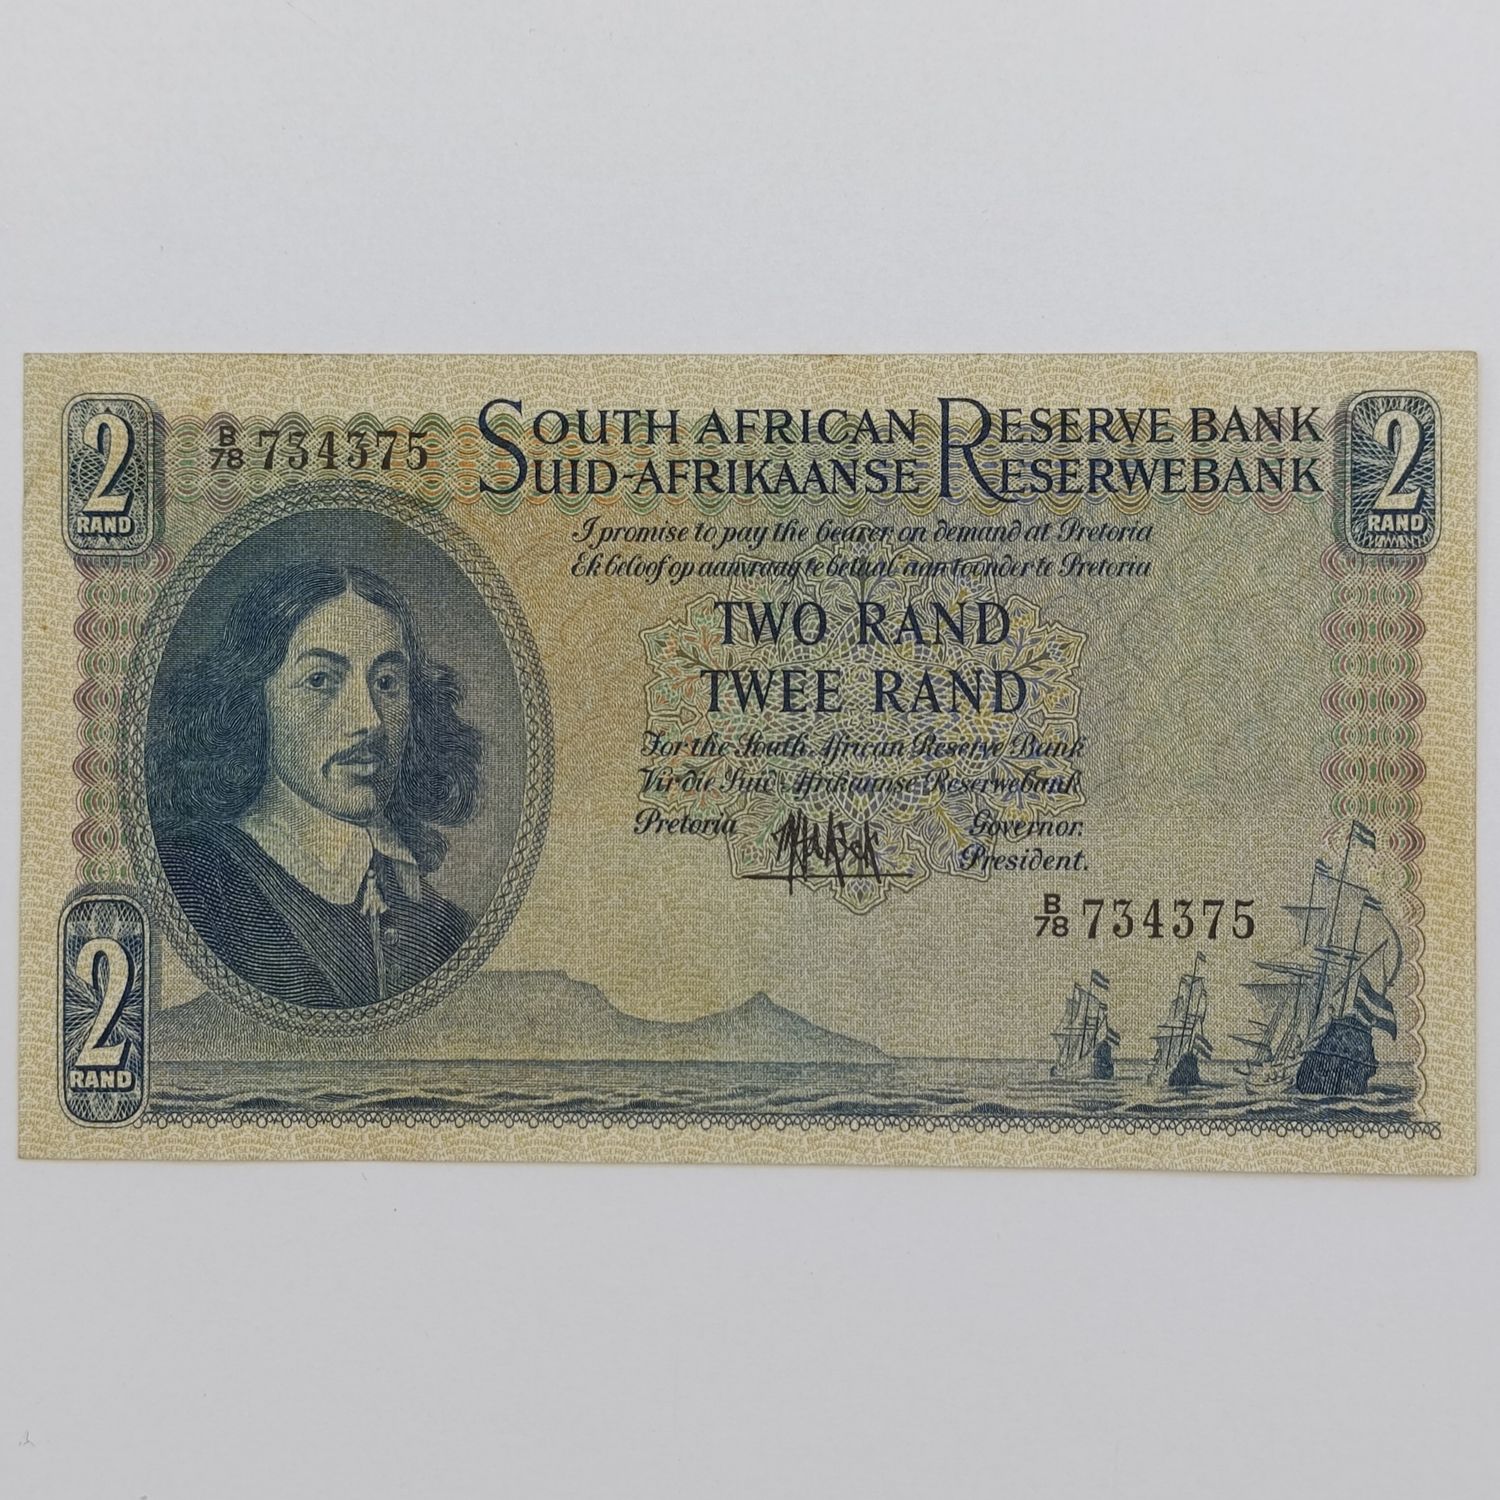 2
RAND
B/78 734375
SOUTH AFRICAN RESERVE BANK
SUID-AFRIKAANSE RESERWEBANK
2
RAND
I promise to pay the bearer on demand at Pretoria
Ek beloof op aanvraag te betaal aan toonder te Pretoria
TWO RAND
TWEE RAND
For the South African Reserve Bank
Vir die Suid-Afrikaanse Reserwebank
Pretoria
Governor.
President.
B/78 734375
2
RAND